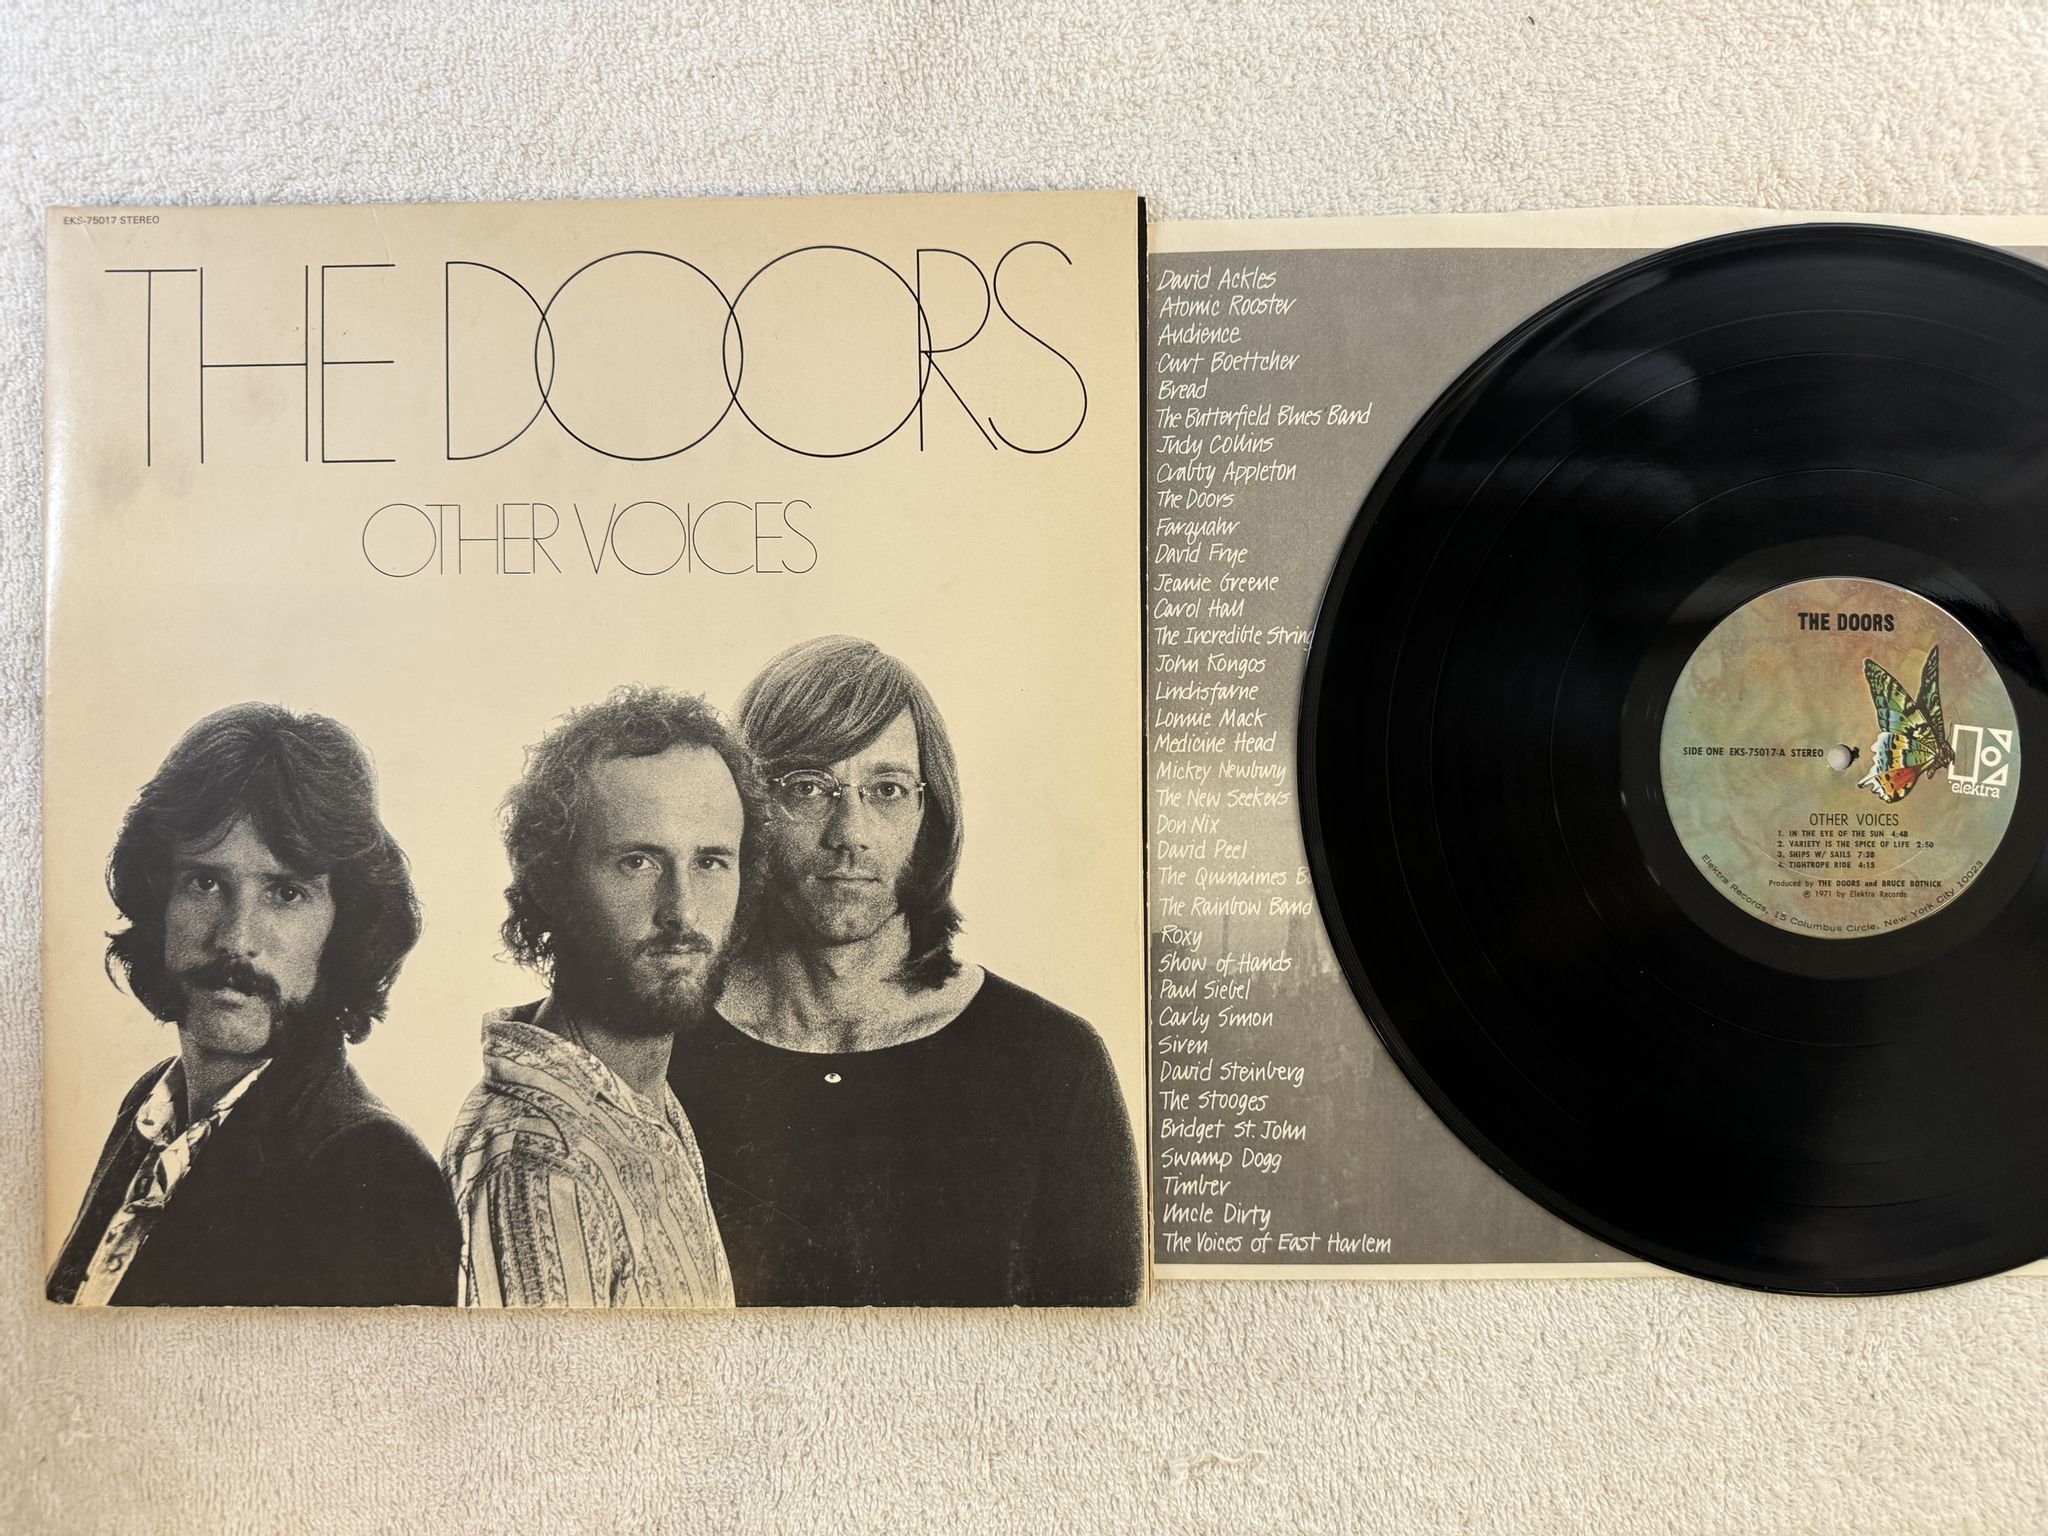 EKS-75017 STEREO
THE DOORS
OTHER VOICES
David Ackles
Atomic Rooster
Audience
Curt Boettcher
Bread
The Butterfield Blues Band
Judy Collins
Crabby Appleton
The Doors
Farquahr
David Frye
Jeanie Greene
Carol Hall
The Incredible String
John Kongos
Lindisfarne
Lonnie Mack
Medicine Head
Mickey Newbury
The New Seekers
Don Nix
David Peel
The Quinaimes
The Rainbow Band
Roxy
Show of Hands
Paul Siebel
Carly Simon
Siren
David Steinberg
The Stooges
Bridget St. John
Swamp Dogg
Timber
Uncle Dirty
The Voices of East Harlem
THE DOORS
SIDE ONE EKS-75017-A STEREO
elektra
OTHER VOICES
1. IN THE EYE OF THE SUN 4:48
2. VARIETY IS THE SPICE OF LIFE 2:50
3. SHIPS W/ SAILS 7:38
4. TIGHTROPE RIDE 4:15
Produced by THE DOORS and BRUCE BOTNICK
℗ 1971 by Elektra Records
Elektra Records, 15 Columbus Circle, New York City 10023